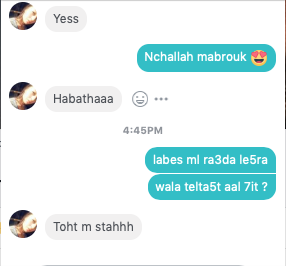 Yess
Nchallah mabrouk 😍
Habathaaa
4:45PM
labes ml ra3da le5ra
wala telta5t aal 7it ?
Toht m stahhh